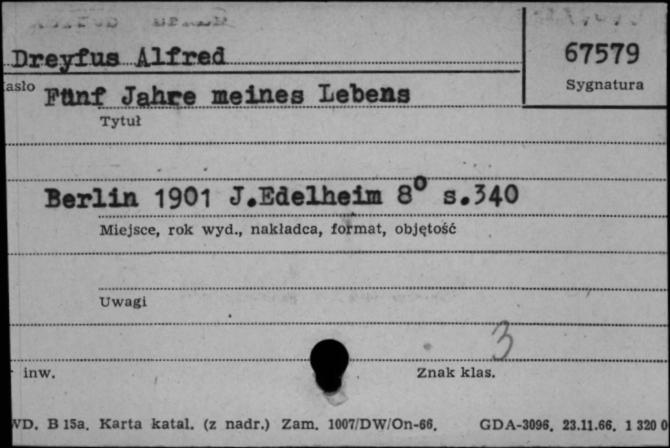 Dreyfus Alfred
67579
asło
Sygnatura
Fünf Jahre meines Lebens
Tytuł
Berlin 1901 J.Edelheim 8° s.340
Miejsce, rok wyd., nakładca, format, objętość
Uwagi
3
inw.
Znak klas.
WD. B 15a. Karta katal. (z nadr.) Zam. 1007/DW/On-66. GDA-3096. 23.11.66. 1 320 0